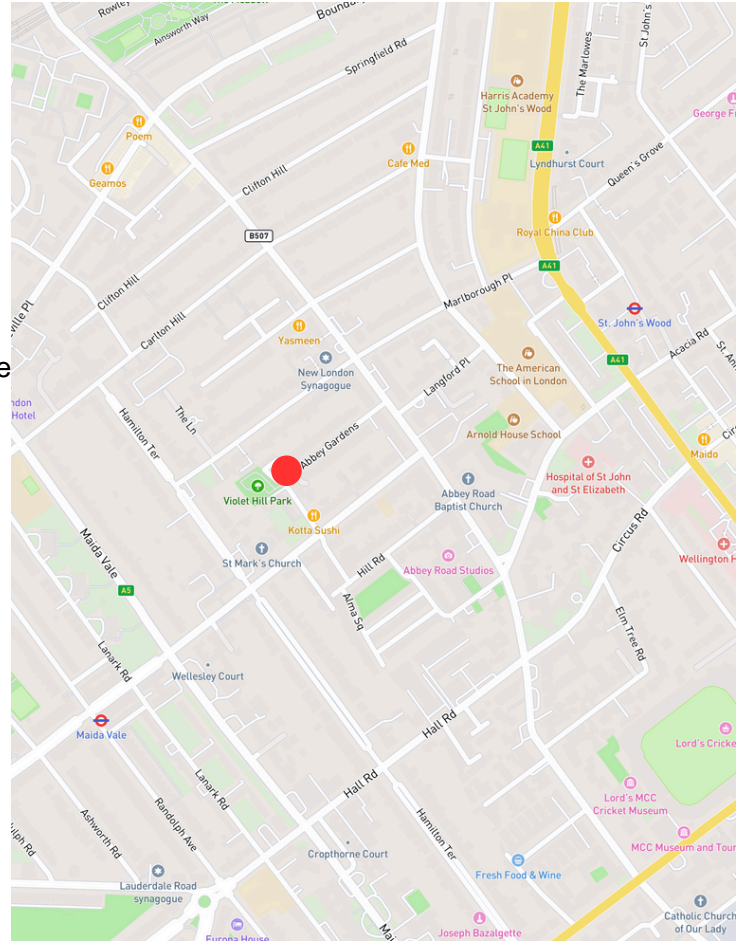 Rowley
Ainsworth Way
Springfield Rd
The Marlowes
St John's
Harris Academy
St John's Wood
George F
Poem
Geamos
Cafe Med
A41
Lyndhurst Court
Queen's Grove
Clifton Hill
B507
Royal China Club
A41
Clifton Hill
Marlborough Pl
Carlton Hill
St. John's Wood
Yasmeen
New London
Synagogue
Langford Pl
The American
School in London
A41
Acacia Rd
e
Hotel
Hamilton Ter
The Ln
Abbey Gardens
Arnold House School
Maido
Violet Hill Park
Kotta Sushi
Abbey Road
Baptist Church
Hospital of St John
and St Elizabeth
Circus Rd
Maida Vale
St Mark's Church
Hill Rd
Abbey Road Studios
Wellington H
A5
Alma Sq
Elm Tree Rd
Lanark Rd
Wellesley Court
Maida Vale
Hall Rd
Lord's Cricke
Lanark Rd
Hall Rd
Lord's MCC
Cricket Museum
Ashworth Rd
Randolph Ave
Hamilton Ter
MCC Museum and Tour
Cropthorne Court
Lauderdale Road
synagogue
Fresh Food & Wine
Europa House
Joseph Bazalgette
Catholic Church
of Our Lady